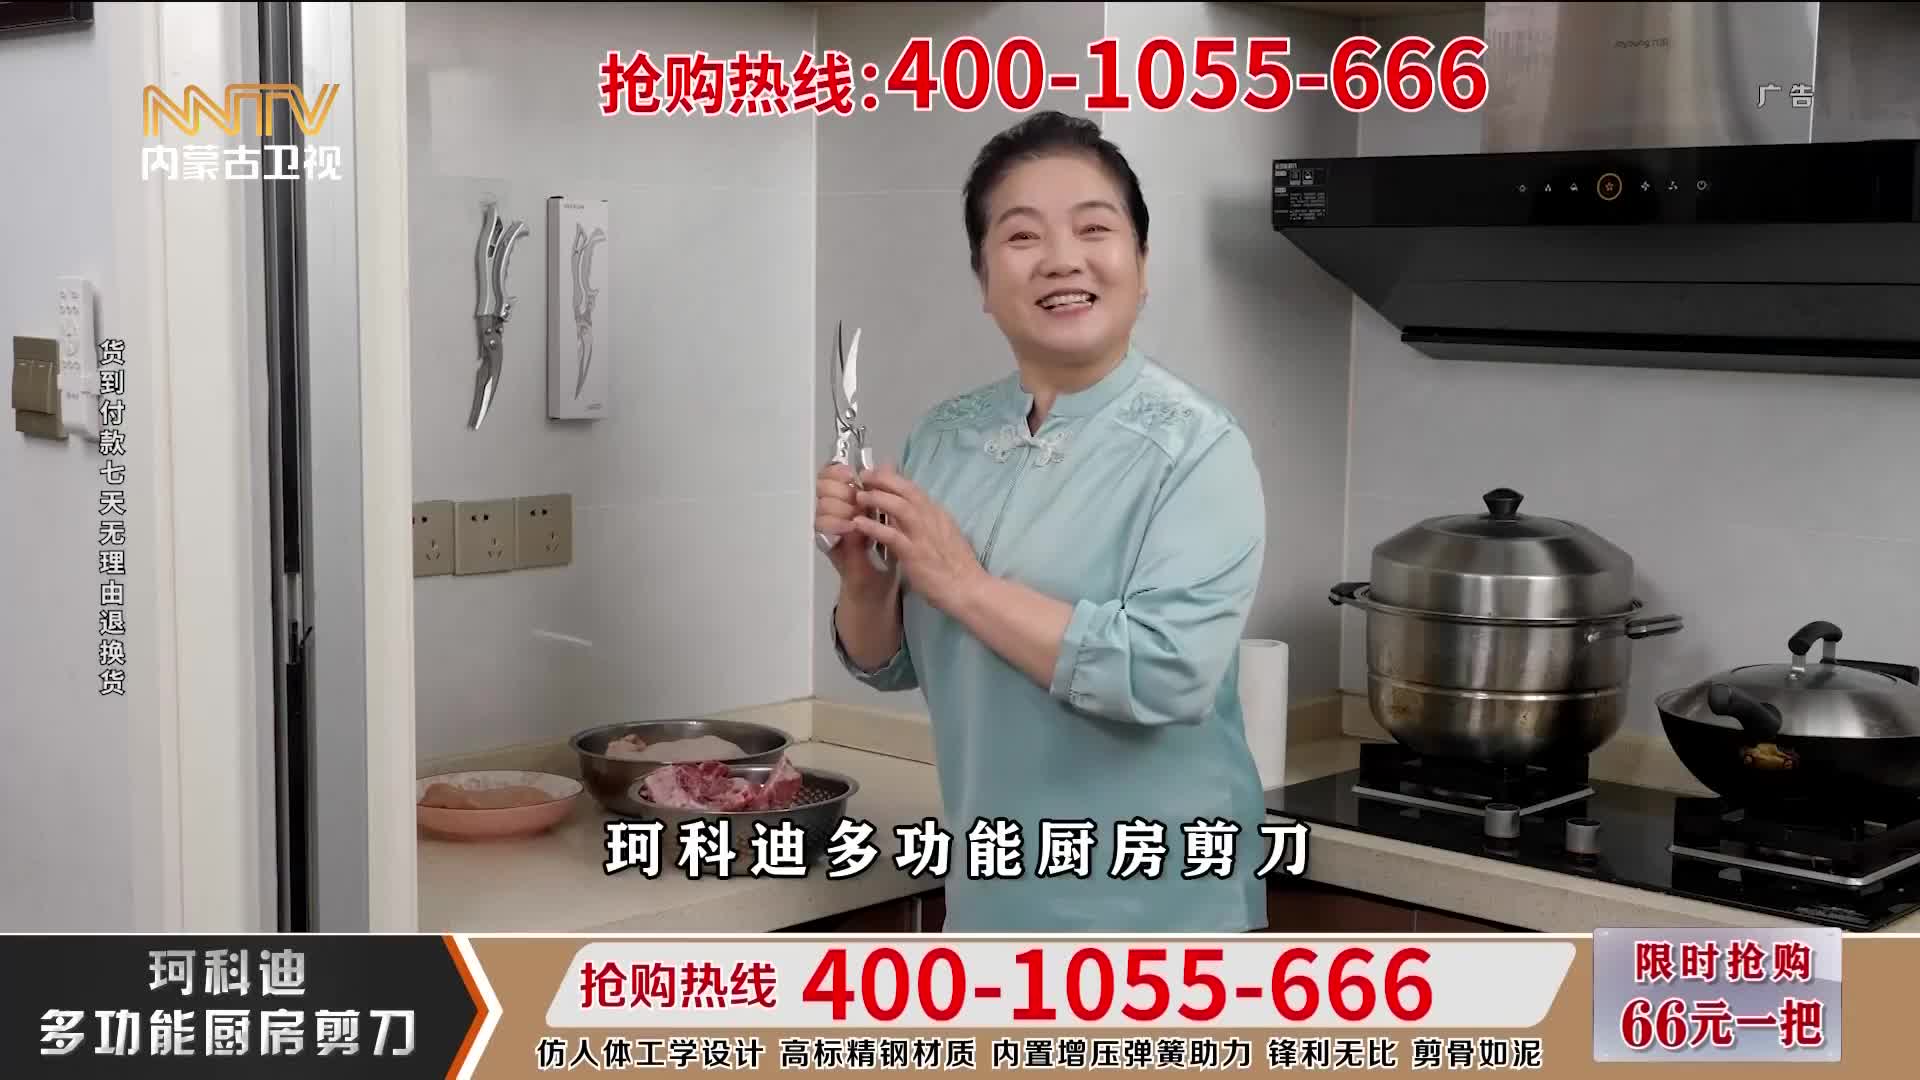 抢购热线:400-1055-666
NMTV
内蒙古卫视
广告
Joyoung 九阳
货到付款七天无理由退换货
珂科迪多功能厨房剪刀
珂科迪
多功能厨房剪刀
抢购热线 400-1055-666
仿人体工学设计 高标精钢材质 内置增压弹簧助力 锋利无比 剪骨如泥
限时抢购
66元一把